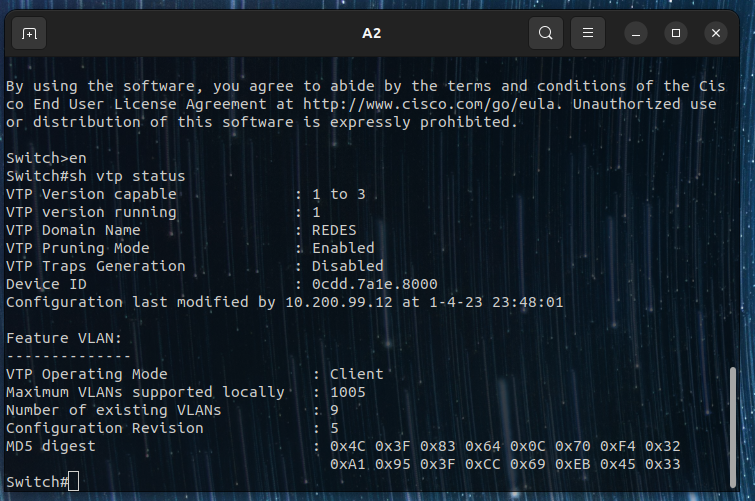 A2
By using the software, you agree to abide by the terms and conditions of the Cis
co End User License Agreement at http://www.cisco.com/go/eula. Unauthorized use
or distribution of this software is expressly prohibited.
Switch>en
Switch#sh vtp status
VTP Version capable : 1 to 3
VTP version running : 1
VTP Domain Name : REDES
VTP Pruning Mode : Enabled
VTP Traps Generation : Disabled
Device ID : 0cdd.7a1e.8000
Configuration last modified by 10.200.99.12 at 1-4-23 23:48:01
Feature VLAN:
--------------
VTP Operating Mode : Client
Maximum VLANs supported locally : 1005
Number of existing VLANs : 9
Configuration Revision : 5
MD5 digest : 0x4C 0x3F 0x83 0x64 0x0C 0x70 0xF4 0x32
0xA1 0x95 0x3F 0xCC 0x69 0xEB 0x45 0x33
Switch#